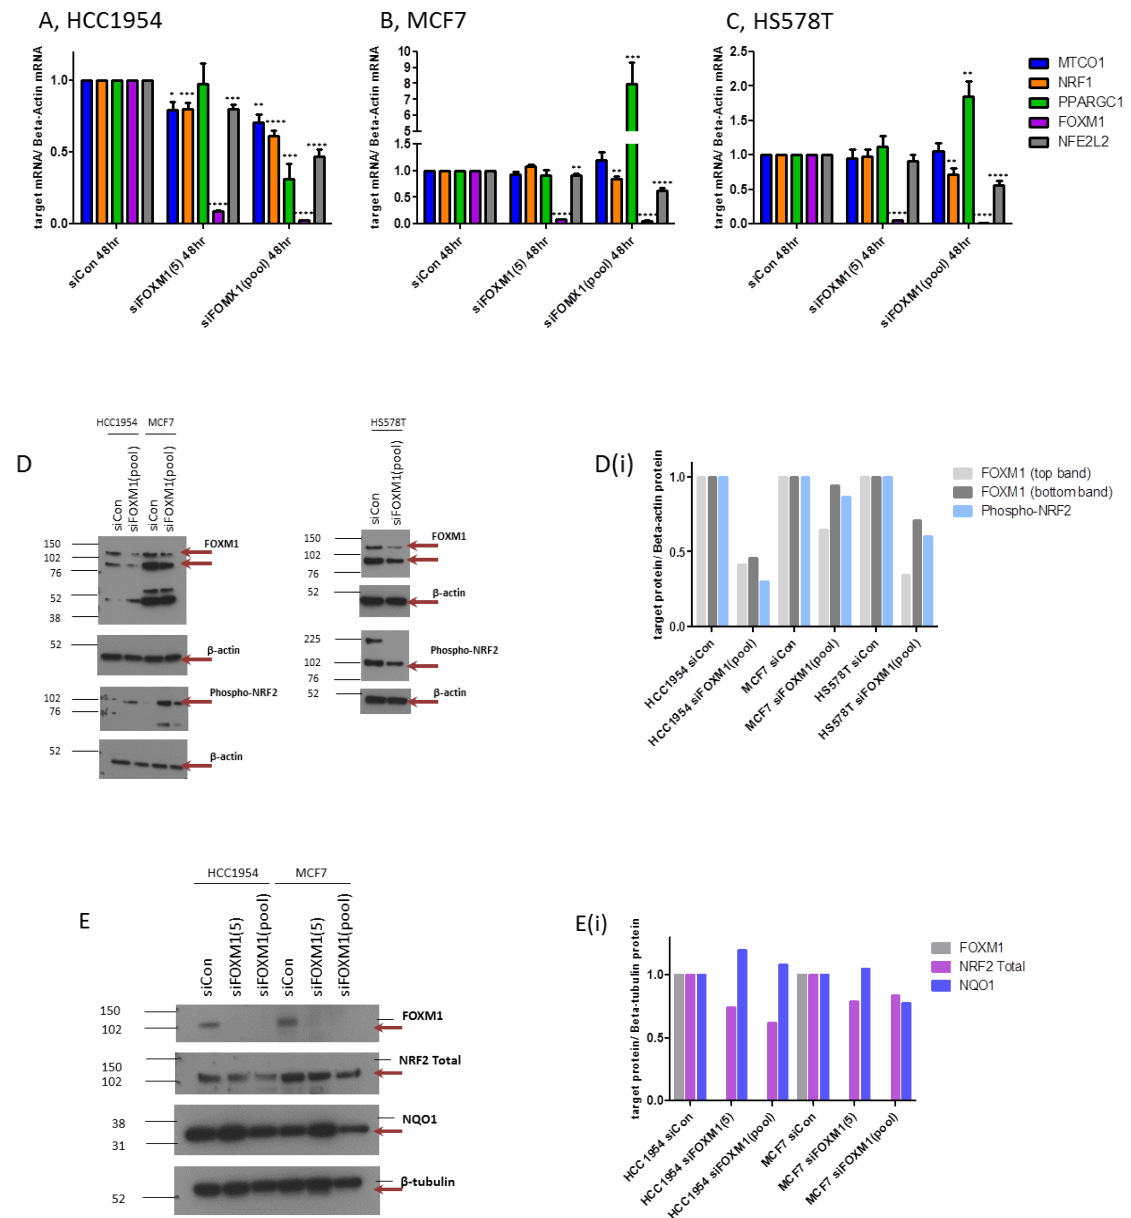 A, HCC1954
B, MCF7
C, HS578T
target mRNA/ Beta-Actin mRNA
1.0
0.5
0.0
* *** ***
****
** **** ***
**** ****
siCon 48hr
siFOXM1(5) 48hr
siFOMX1(pool) 48hr
target mRNA/ Beta-Actin mRNA
10
9
8
7
6
5
1.5
1.0
0.5
0.0
**
****
***
**
**** ****
siCon 48hr
siFOXM1(5) 48hr
siFOMX1(pool) 48hr
target mRNA/ Beta-Actin mRNA
2.5
2.0
1.5
1.0
0.5
0.0
****
**
**
**** ****
siCon 48hr
siFOXM1(5) 48hr
siFOXM1(pool) 48hr
MTCO1
NRF1
PPARGC1
FOXM1
NFE2L2
D
HCC1954 MCF7
siCon
siFOXM1(pool)
siCon
siFOXM1(pool)
150
102
76
52
38
FOXM1
52
β-actin
102
76
Phospho-NRF2
52
β-actin
HS578T
siCon
siFOXM1(pool)
150
102
76
FOXM1
52
β-actin
225
102
76
Phospho-NRF2
52
β-actin
D(i)
target protein/ Beta-actin protein
1.0
0.5
0.0
HCC1954 siCon
HCC1954 siFOXM1(pool)
MCF7 siCon
MCF7 siFOXM1(pool)
HS578T siCon
HS578T siFOXM1(pool)
FOXM1 (top band)
FOXM1 (bottom band)
Phospho-NRF2
E
HCC1954 MCF7
siCon
siFOXM1(5)
siFOXM1(pool)
siCon
siFOXM1(5)
siFOXM1(pool)
150
102
FOXM1
150
102
NRF2 Total
38
31
NQO1
52
β-tubulin
E(i)
target protein/ Beta-tubulin protein
1.0
0.5
0.0
HCC1954 siCon
HCC1954 siFOXM1(5)
HCC1954 siFOXM1(pool)
MCF7 siCon
MCF7 siFOXM1(5)
MCF7 siFOXM1(pool)
FOXM1
NRF2 Total
NQO1